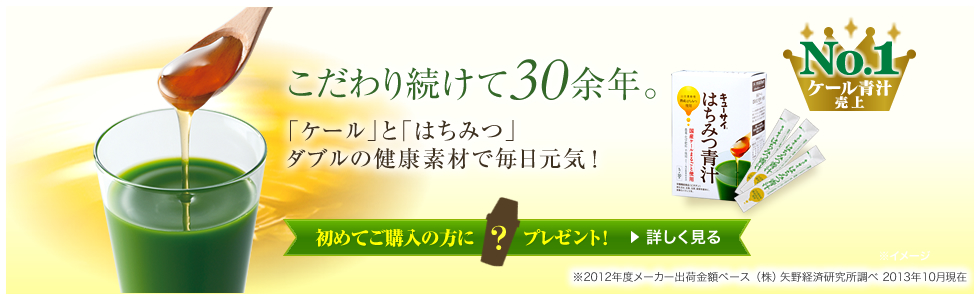 こだわり続けて30余年。
「ケール」と「はちみつ」
ダブルの健康素材で毎日元気！
初めてご購入の方に ? プレゼント! ▶ 詳しく見る
No.1
ケール青汁
売上
キューサイ
はちみつ青汁
国産ケールまるごと使用
※イメージ
※2012年度メーカー出荷金額ベース (株)矢野経済研究所調べ 2013年10月現在